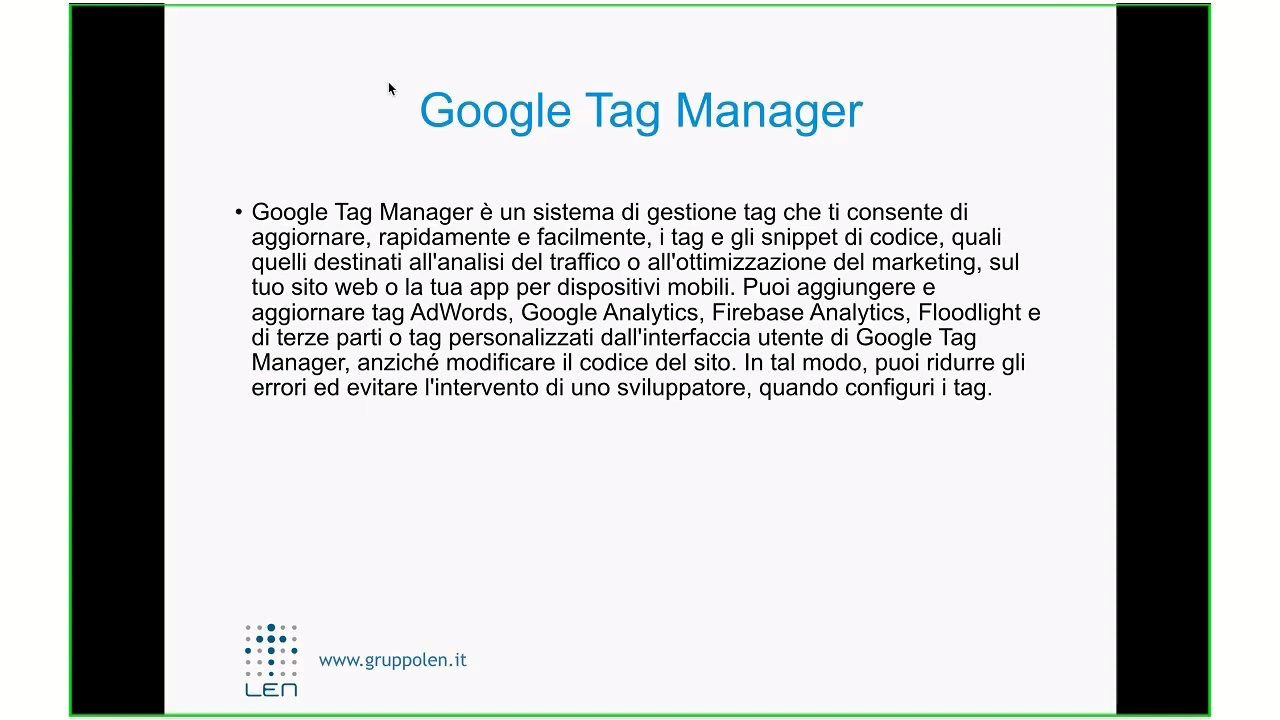 Google Tag Manager
• Google Tag Manager è un sistema di gestione tag che ti consente di
aggiornare, rapidamente e facilmente, i tag e gli snippet di codice, quali
quelli destinati all'analisi del traffico o all'ottimizzazione del marketing, sul
tuo sito web o la tua app per dispositivi mobili. Puoi aggiungere e
aggiornare tag AdWords, Google Analytics, Firebase Analytics, Floodlight e
di terze parti o tag personalizzati dall'interfaccia utente di Google Tag
Manager, anziché modificare il codice del sito. In tal modo, puoi ridurre gli
errori ed evitare l'intervento di uno sviluppatore, quando configuri i tag.
www.gruppolen.it
LEN